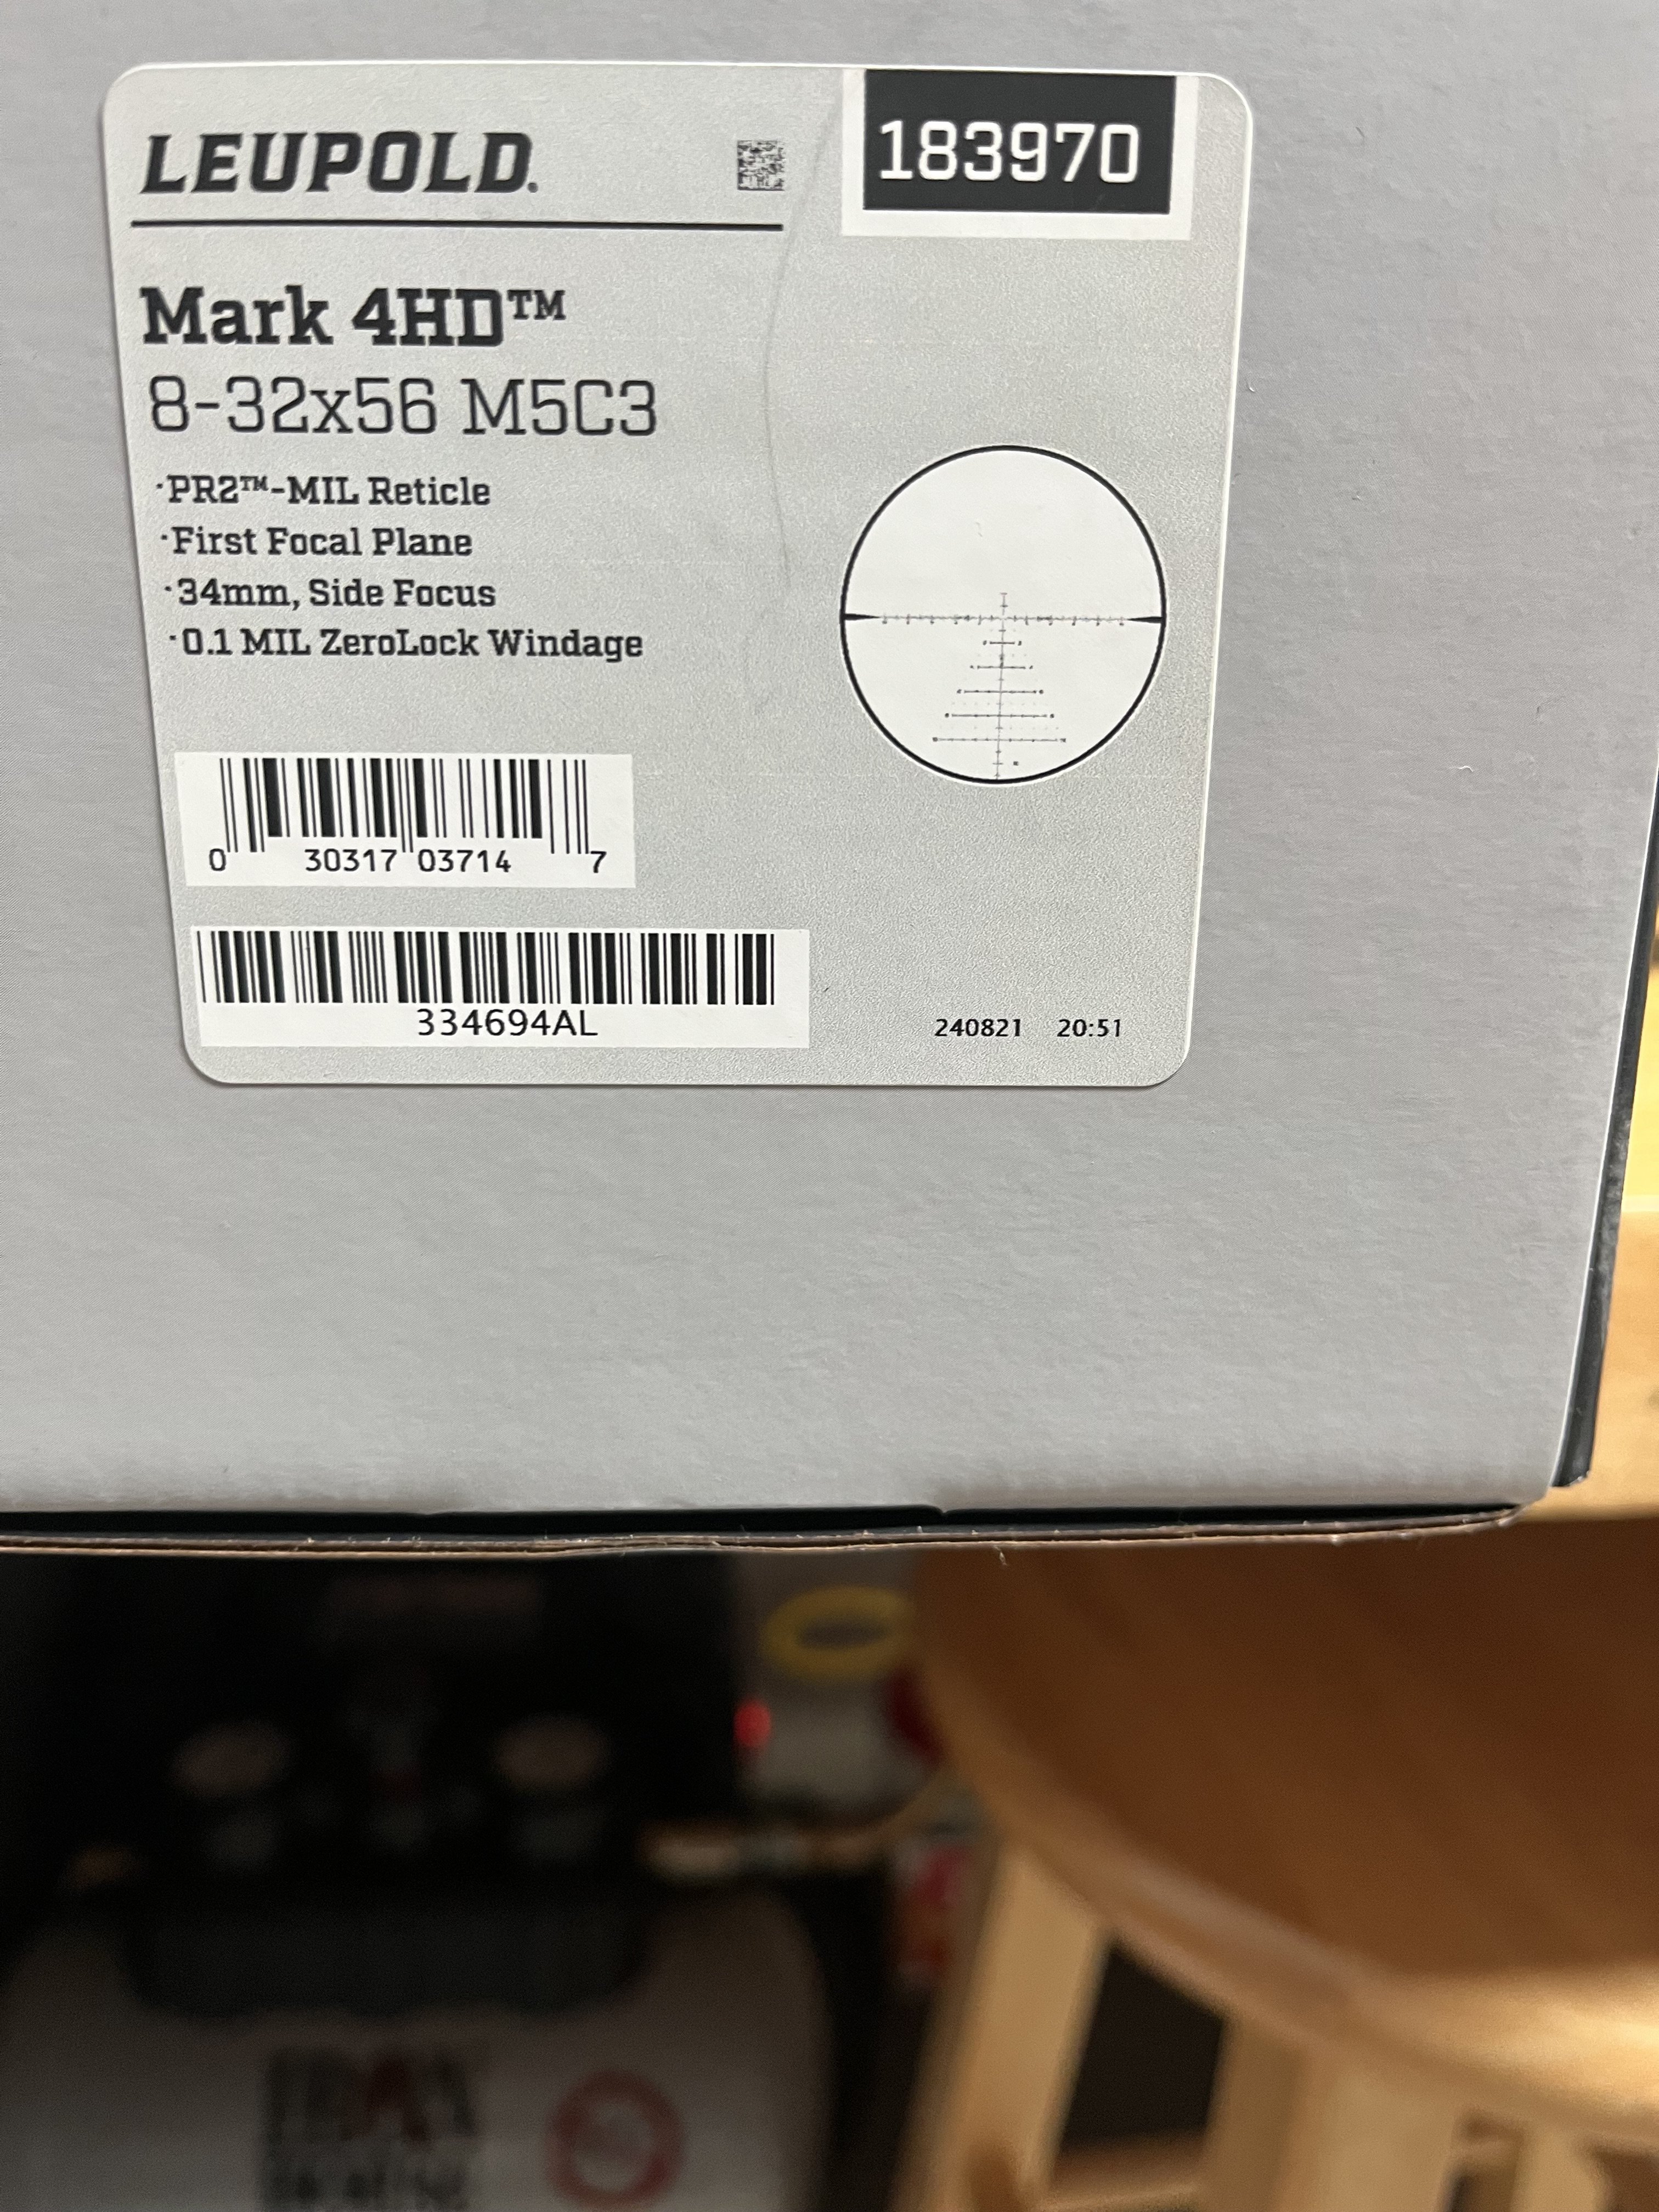 LEUPOLD®
183970
Mark 4HD™
8-32x56 M5C3
·PR2™-MIL Reticle
·First Focal Plane
·34mm, Side Focus
·0.1 MIL ZeroLock Windage
0 30317 03714 7
334694AL
240821 20:51